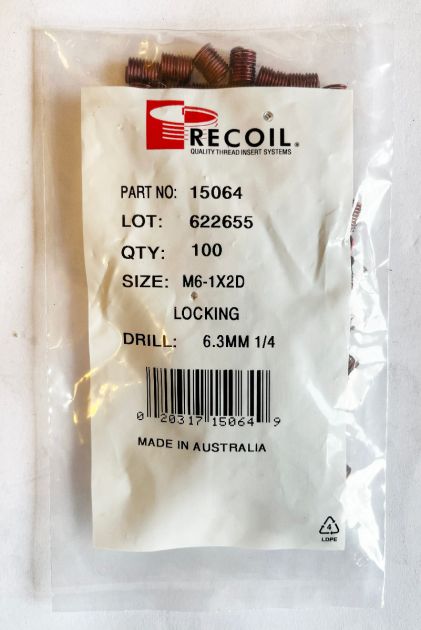 RECOIL®
QUALITY THREAD INSERT SYSTEMS
PART NO: 15064
LOT: 622655
QTY: 100
SIZE: M6-1X2D
LOCKING
DRILL: 6.3MM 1/4
0 20317 15064 9
MADE IN AUSTRALIA
4
LDPE